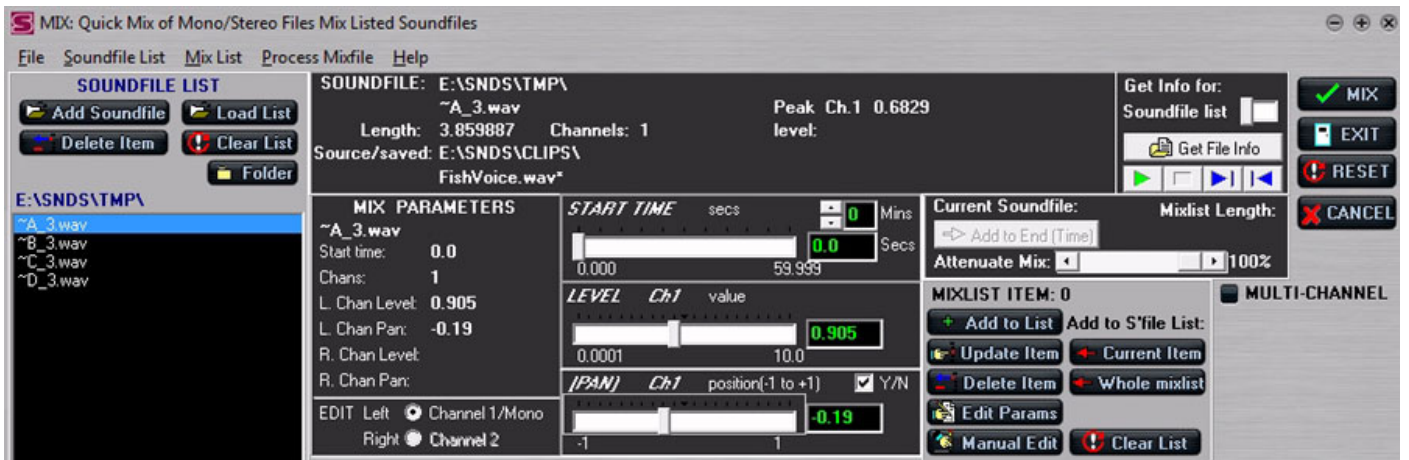 MIX: Quick Mix of Mono/Stereo Files Mix Listed Soundfiles
File Soundfile List Mix List Process Mixfile Help
SOUNDFILE LIST
Add Soundfile Load List
Delete Item Clear List
Folder
E:\SNDS\TMP\
~A_3.wav
~B_3.wav
~C_3.wav
~D_3.wav
SOUNDFILE: E:\SNDS\TMP\
~A_3.wav Peak Ch.1 0.6829
Length: 3.859887 Channels: 1 level:
Source/saved: E:\SNDS\CLIPS\
FishVoice.wav*
Get Info for:
Soundfile list
Get File Info
MIX
EXIT
RESET
CANCEL
MIX PARAMETERS
~A_3.wav
Start time: 0.0
Chans: 1
L. Chan Level: 0.905
L. Chan Pan: -0.19
R. Chan Level:
R. Chan Pan:
EDIT Left Channel 1/Mono
Right Channel 2
START TIME secs 0 Mins
0.0 Secs
0.000 59.999
LEVEL Ch1 value
0.905
0.0001 10.0
[PAN] Ch1 position(-1 to +1) Y/N
-0.19
-1 1
Current Soundfile: Mixlist Length:
Add to End (Time)
Attenuate Mix: 100%
MIXLIST ITEM: 0
Add to List Add to S'file List:
Update Item Current Item
Delete Item Whole mixlist
Edit Params
Manual Edit Clear List
MULTI-CHANNEL